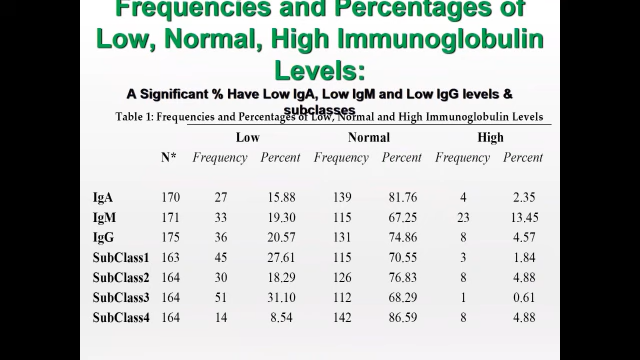 Frequencies and Percentages of
Low, Normal, High Immunoglobulin
Levels:
A Significant % Have Low IgA, Low IgM and Low IgG levels &
subclasses
Table 1: Frequencies and Percentages of Low, Normal and High Immunoglobulin Levels
Low Normal High
N* Frequency Percent Frequency Percent Frequency Percent
IgA 170 27 15.88 139 81.76 4 2.35
IgM 171 33 19.30 115 67.25 23 13.45
IgG 175 36 20.57 131 74.86 8 4.57
SubClass1 163 45 27.61 115 70.55 3 1.84
SubClass2 164 30 18.29 126 76.83 8 4.88
SubClass3 164 51 31.10 112 68.29 1 0.61
SubClass4 164 14 8.54 142 86.59 8 4.88